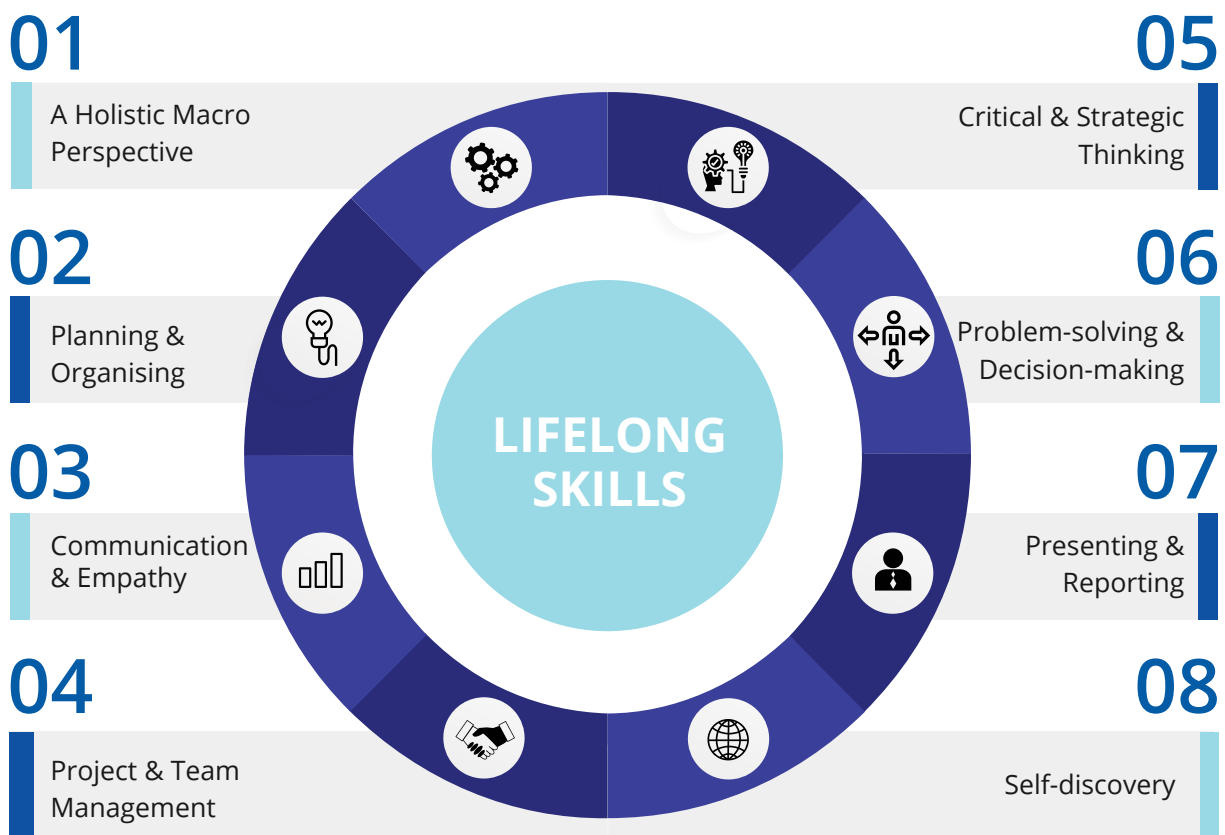 01
A Holistic Macro
Perspective
02
Planning &
Organising
03
Communication
& Empathy
04
Project & Team
Management
LIFELONG
SKILLS
05
Critical & Strategic
Thinking
06
Problem-solving &
Decision-making
07
Presenting &
Reporting
08
Self-discovery